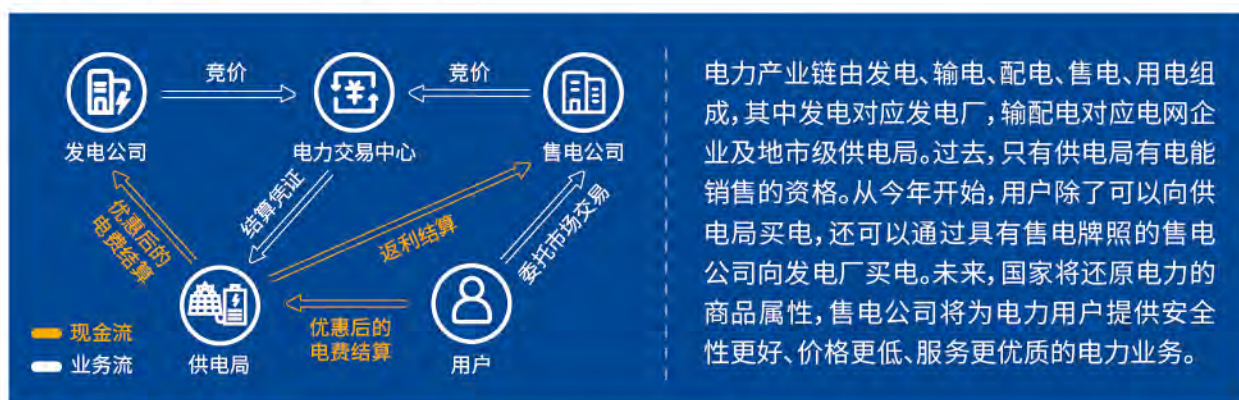 竞价
竞价
发电公司
电力交易中心
售电公司
优惠后的
电费结算
结算凭证
返利结算
委托市场交易
现金流
业务流
供电局
优惠后的
电费结算
用户
电力产业链由发电、输电、配电、售电、用电组
成,其中发电对应发电厂,输配电对应电网企
业及地市级供电局。过去,只有供电局有电能
销售的资格。从今年开始,用户除了可以向供
电局买电,还可以通过具有售电牌照的售电
公司向发电厂买电。未来,国家将还原电力的
商品属性,售电公司将为电力用户提供安全
性更好、价格更低、服务更优质的电力业务。